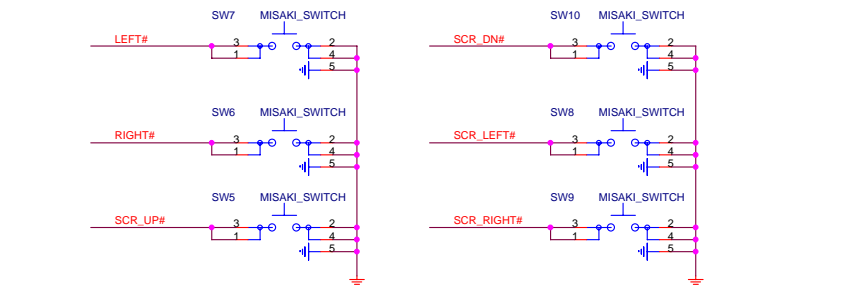 SW7 MISAKI_SWITCH SW10 MISAKI_SWITCH
LEFT# 3 2 SCR_DN# 3 2
1 4 1 4
5 5
SW6 MISAKI_SWITCH SW8 MISAKI_SWITCH
RIGHT# 3 2 SCR_LEFT# 3 2
1 4 1 4
5 5
SW5 MISAKI_SWITCH SW9 MISAKI_SWITCH
SCR_UP# 3 2 SCR_RIGHT# 3 2
1 4 1 4
5 5